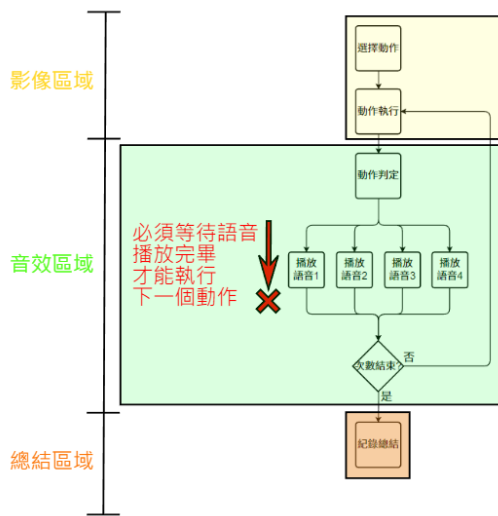 選擇動作
影像區域
動作執行
動作判定
必須等待語音
播放完畢
才能執行
下一個動作
音效區域
播放
語音1
播放
語音2
播放
語音3
播放
語音4
次數結束?
否
是
總結區域
紀錄總結